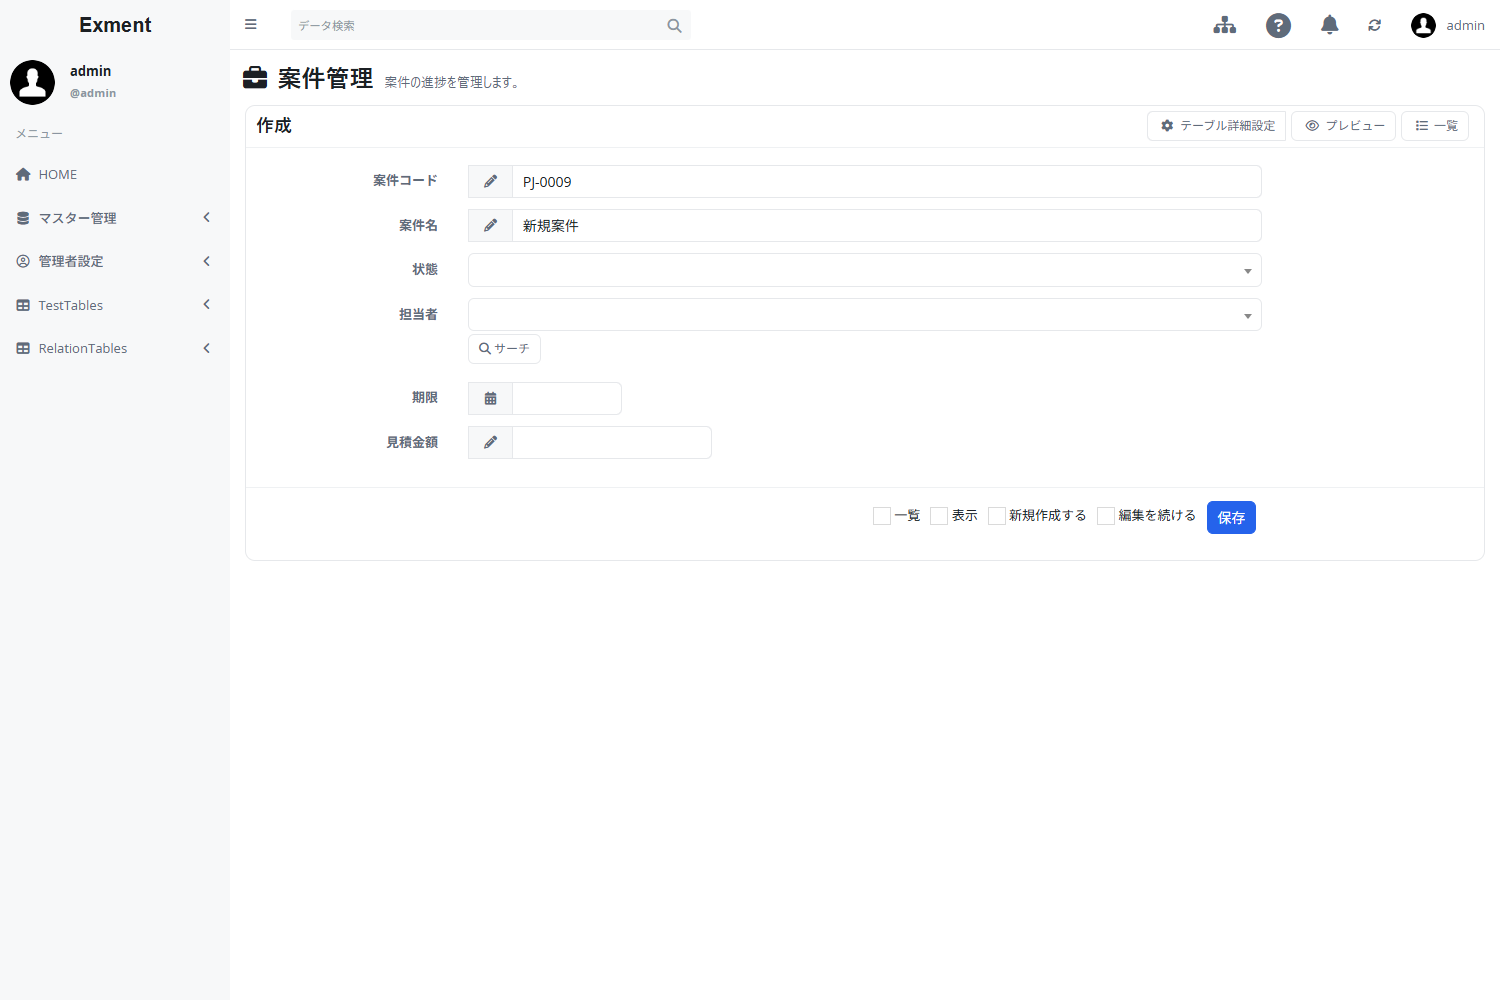 Exment
データ検索
admin
admin
@admin
メニュー
HOME
マスター管理
管理者設定
TestTables
RelationTables
案件管理 案件の進捗を管理します。
作成
テーブル詳細設定 プレビュー 一覧
案件コード PJ-0009
案件名 新規案件
状態
担当者
サーチ
期限
見積金額
一覧 表示 新規作成する 編集を続ける 保存